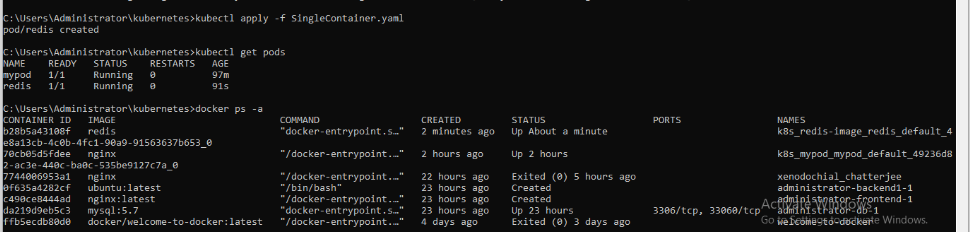 C:\Users\Administrator\kubernetes>kubectl apply -f SingleContainer.yaml
pod/redis created
C:\Users\Administrator\kubernetes>kubectl get pods
NAME READY STATUS RESTARTS AGE
mypod 1/1 Running 0 97m
redis 1/1 Running 0 91s
C:\Users\Administrator\kubernetes>docker ps -a
CONTAINER ID IMAGE COMMAND CREATED STATUS PORTS NAMES
b28b5a43108f redis "docker-entrypoint.s…" 2 minutes ago Up About a minute k8s_redis-image_redis_default_4
e8a13cb-4c0b-4fc1-90a9-91563637b653_0
70cb05d5fdee nginx "/docker-entrypoint.…" 2 hours ago Up 2 hours k8s_mypod_mypod_default_49236d8
2-ac3e-440c-ba0c-535be9127c7a_0
7744006953a1 nginx "/docker-entrypoint.…" 22 hours ago Exited (0) 5 hours ago xenodochial_chatterjee
0f635a4282cf ubuntu:latest "/bin/bash" 23 hours ago Created administrator-backend1-1
c490ce8444ad nginx:latest "/docker-entrypoint.…" 23 hours ago Created administrator-frontend-1
da219d9eb5c3 mysql:5.7 "docker-entrypoint.s…" 23 hours ago Up 23 hours 3306/tcp, 33060/tcp administrator-db-1
ffb5ecdb80d0 docker/welcome-to-docker:latest "/docker-entrypoint.…" 4 days ago Exited (0) 3 days ago welcome-to-docker
Activate Windows
Go to Settings to activate Windows.